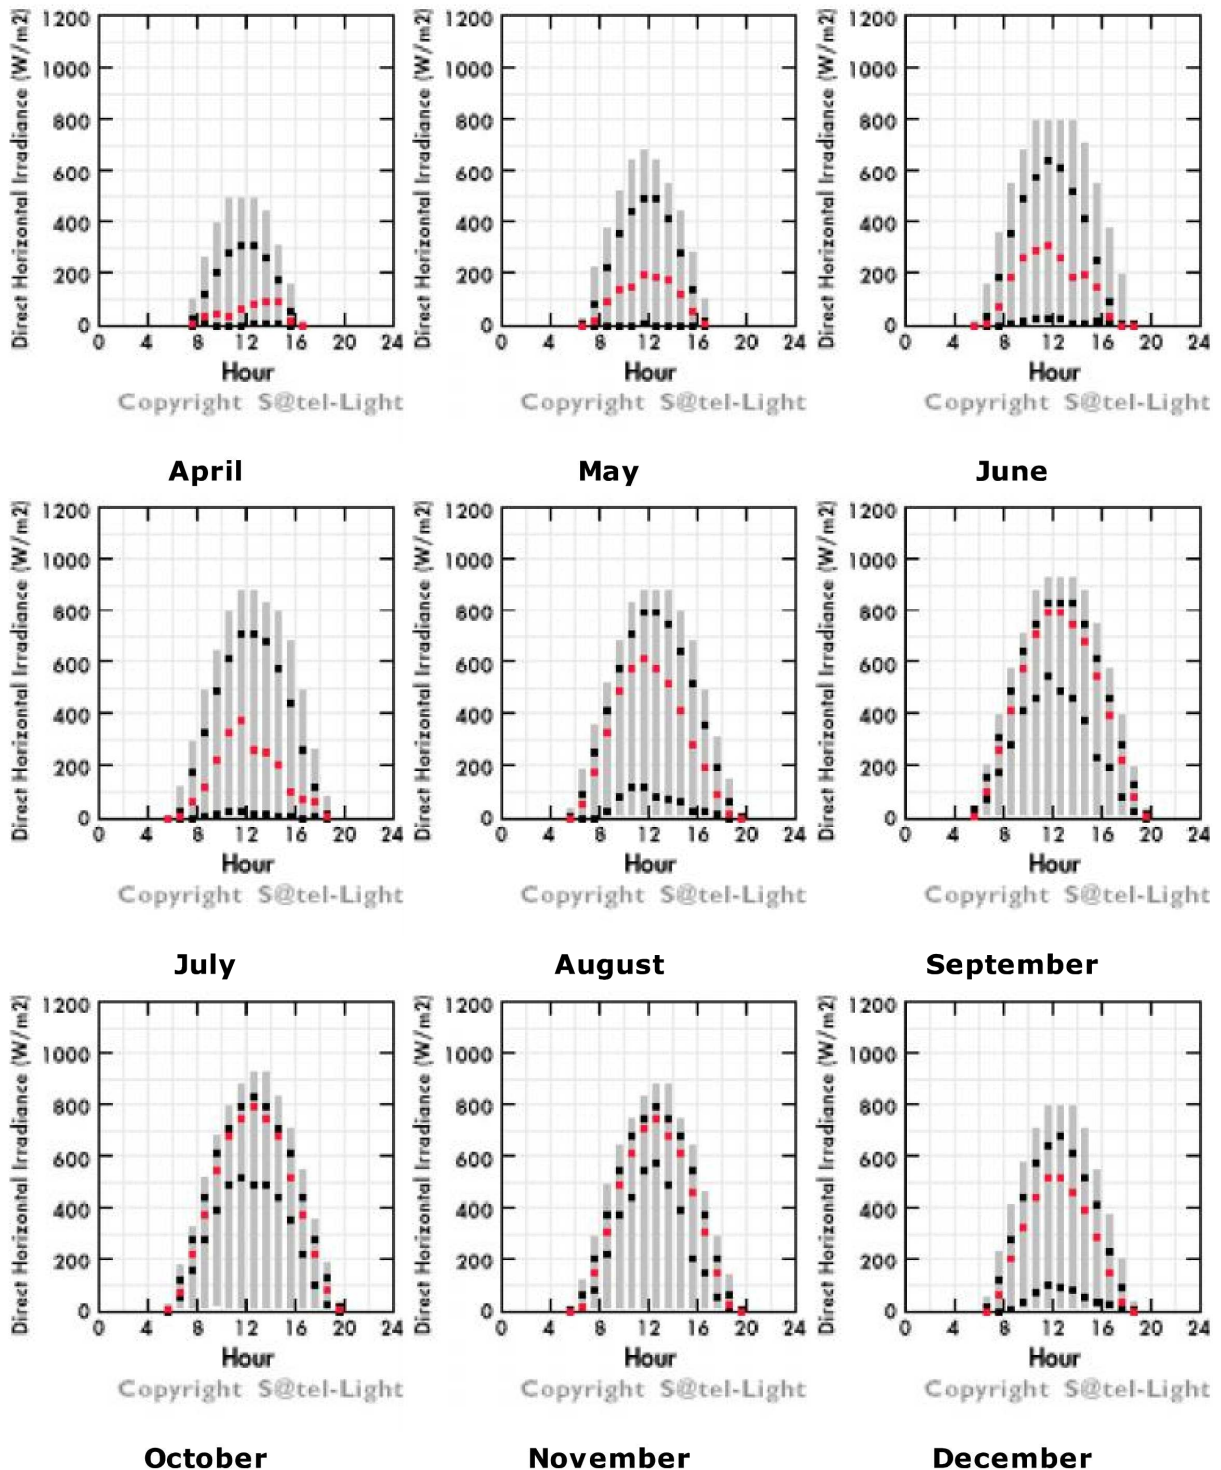 1200 1200 1200
1000 1000 1000
800 800 800
600 600 600
400 400 400
200 200 200
0 0 0
Direct Horizontal Irradiance (W/m2) Direct Horizontal Irradiance (W/m2) Direct Horizontal Irradiance (W/m2)
0 4 8 12 16 20 24 0 4 8 12 16 20 24 0 4 8 12 16 20 24
Hour Hour Hour
Copyright S@tel-Light Copyright S@tel-Light Copyright S@tel-Light
April May June
1200 1200 1200
1000 1000 1000
800 800 800
600 600 600
400 400 400
200 200 200
0 0 0
Direct Horizontal Irradiance (W/m2) Direct Horizontal Irradiance (W/m2) Direct Horizontal Irradiance (W/m2)
0 4 8 12 16 20 24 0 4 8 12 16 20 24 0 4 8 12 16 20 24
Hour Hour Hour
Copyright S@tel-Light Copyright S@tel-Light Copyright S@tel-Light
July August September
1200 1200 1200
1000 1000 1000
800 800 800
600 600 600
400 400 400
200 200 200
0 0 0
Direct Horizontal Irradiance (W/m2) Direct Horizontal Irradiance (W/m2) Direct Horizontal Irradiance (W/m2)
0 4 8 12 16 20 24 0 4 8 12 16 20 24 0 4 8 12 16 20 24
Hour Hour Hour
Copyright S@tel-Light Copyright S@tel-Light Copyright S@tel-Light
October November December